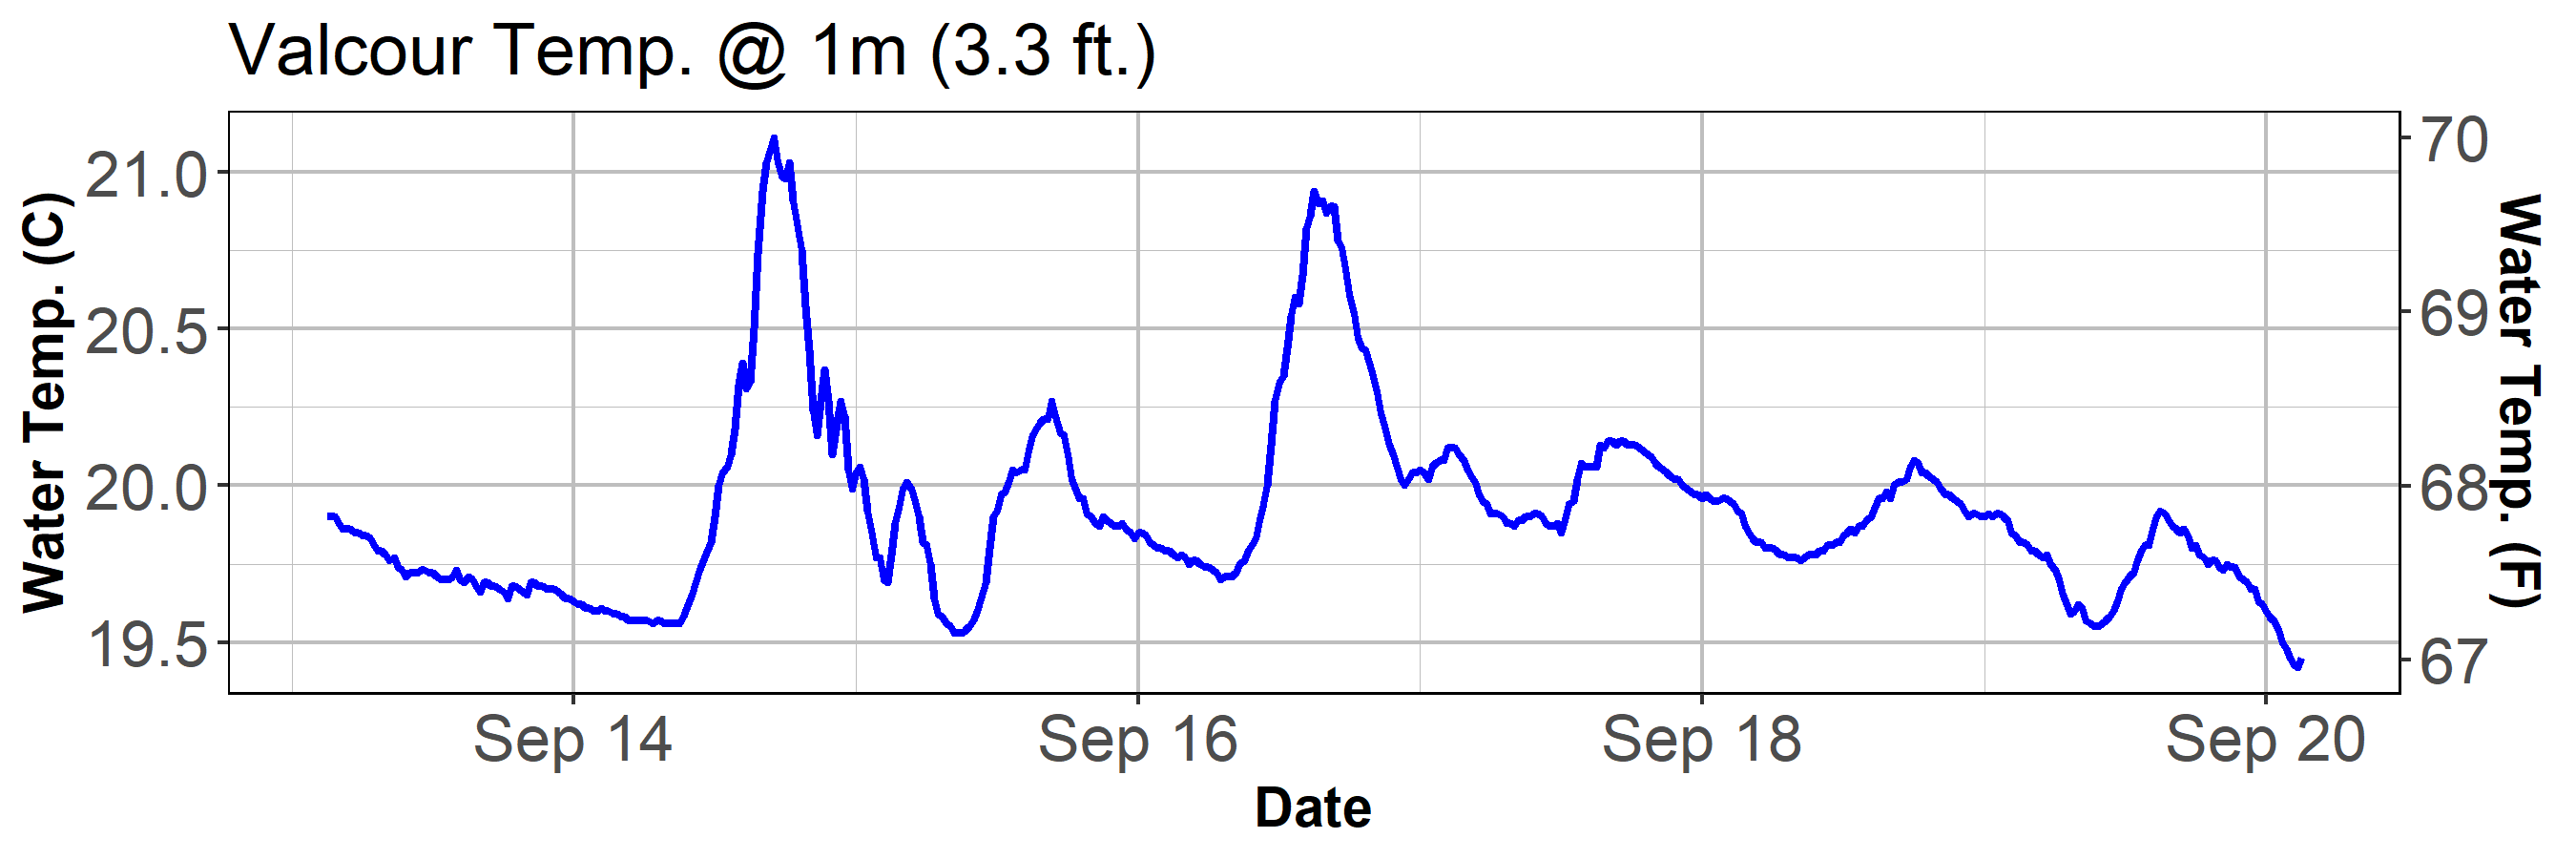 Valcour Temp. @ 1m (3.3 ft.)
Water Temp. (C)
21.0
20.5
20.0
19.5
70
69
68
67
Water Temp. (F)
Sep 14 Sep 16 Sep 18 Sep 20
Date